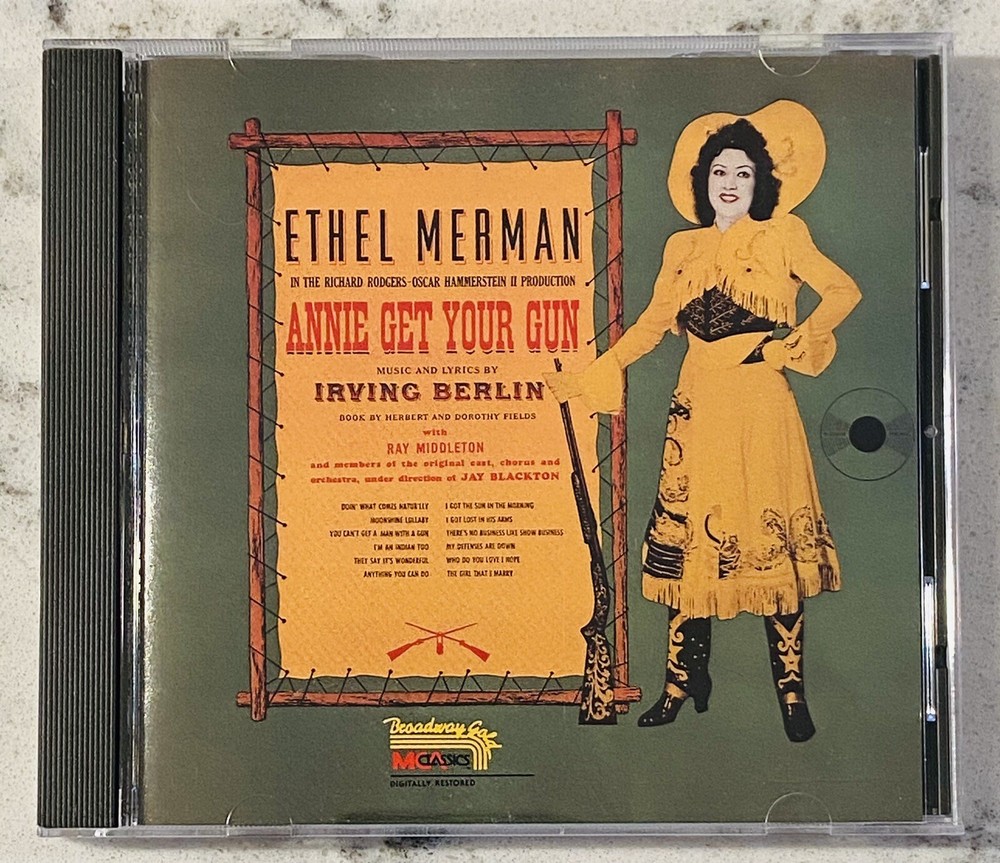 ETHEL MERMAN
IN THE RICHARD RODGERS-OSCAR HAMMERSTEIN II PRODUCTION
ANNIE GET YOUR GUN
MUSIC AND LYRICS BY
IRVING BERLIN
BOOK BY HERBERT AND DOROTHY FIELDS
with
RAY MIDDLETON
and members of the original cast, chorus and
orchestra, under direction of JAY BLACKTON
DOIN' WHAT COMES NATUR'LLY
MOONSHINE LULLABY
YOU CAN'T GET A MAN WITH A GUN
I'M AN INDIAN TOO
THEY SAY IT'S WONDERFUL
ANYTHING YOU CAN DO
I GOT THE SUN IN THE MORNING
I GOT LOST IN HIS ARMS
THERE'S NO BUSINESS LIKE SHOW BUSINESS
MY DEFENSES ARE DOWN
WHO DO YOU LOVE I HOPE
THE GIRL THAT I MARRY
Broadway Gold
MCA CLASSICS
DIGITALLY RESTORED